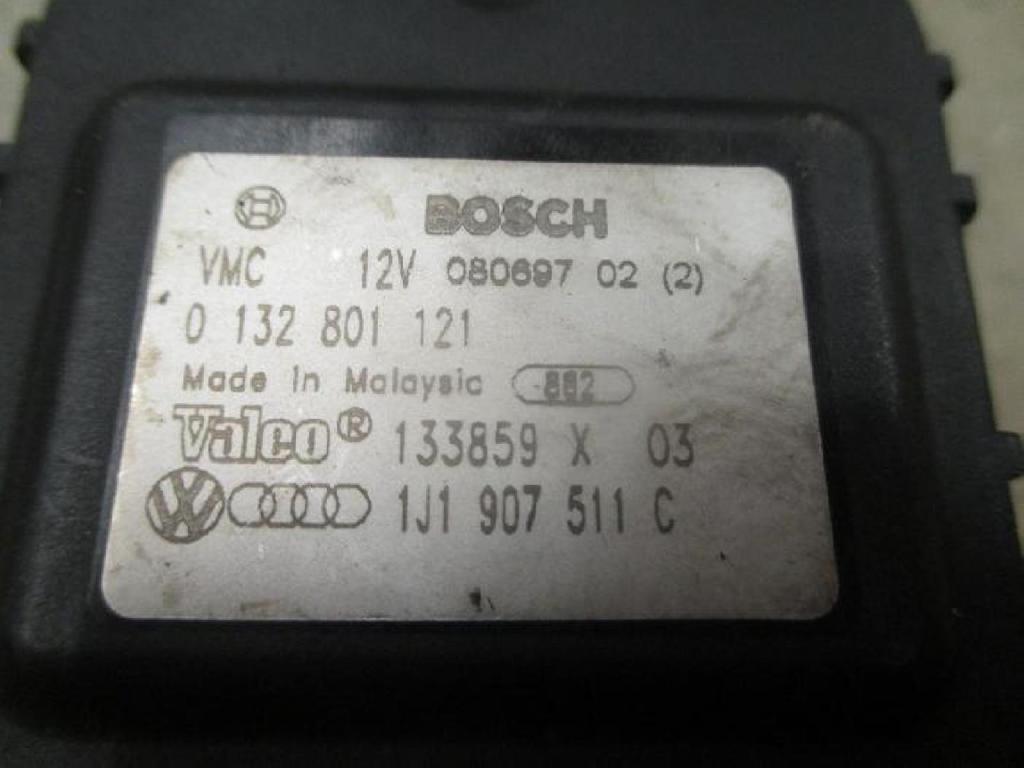 BOSCH
VMC 12V 080697 02 (2)
0 132 801 121
Made in Malaysia 882
Valeo® 133859 X 03
VW 1J1 907 511 C